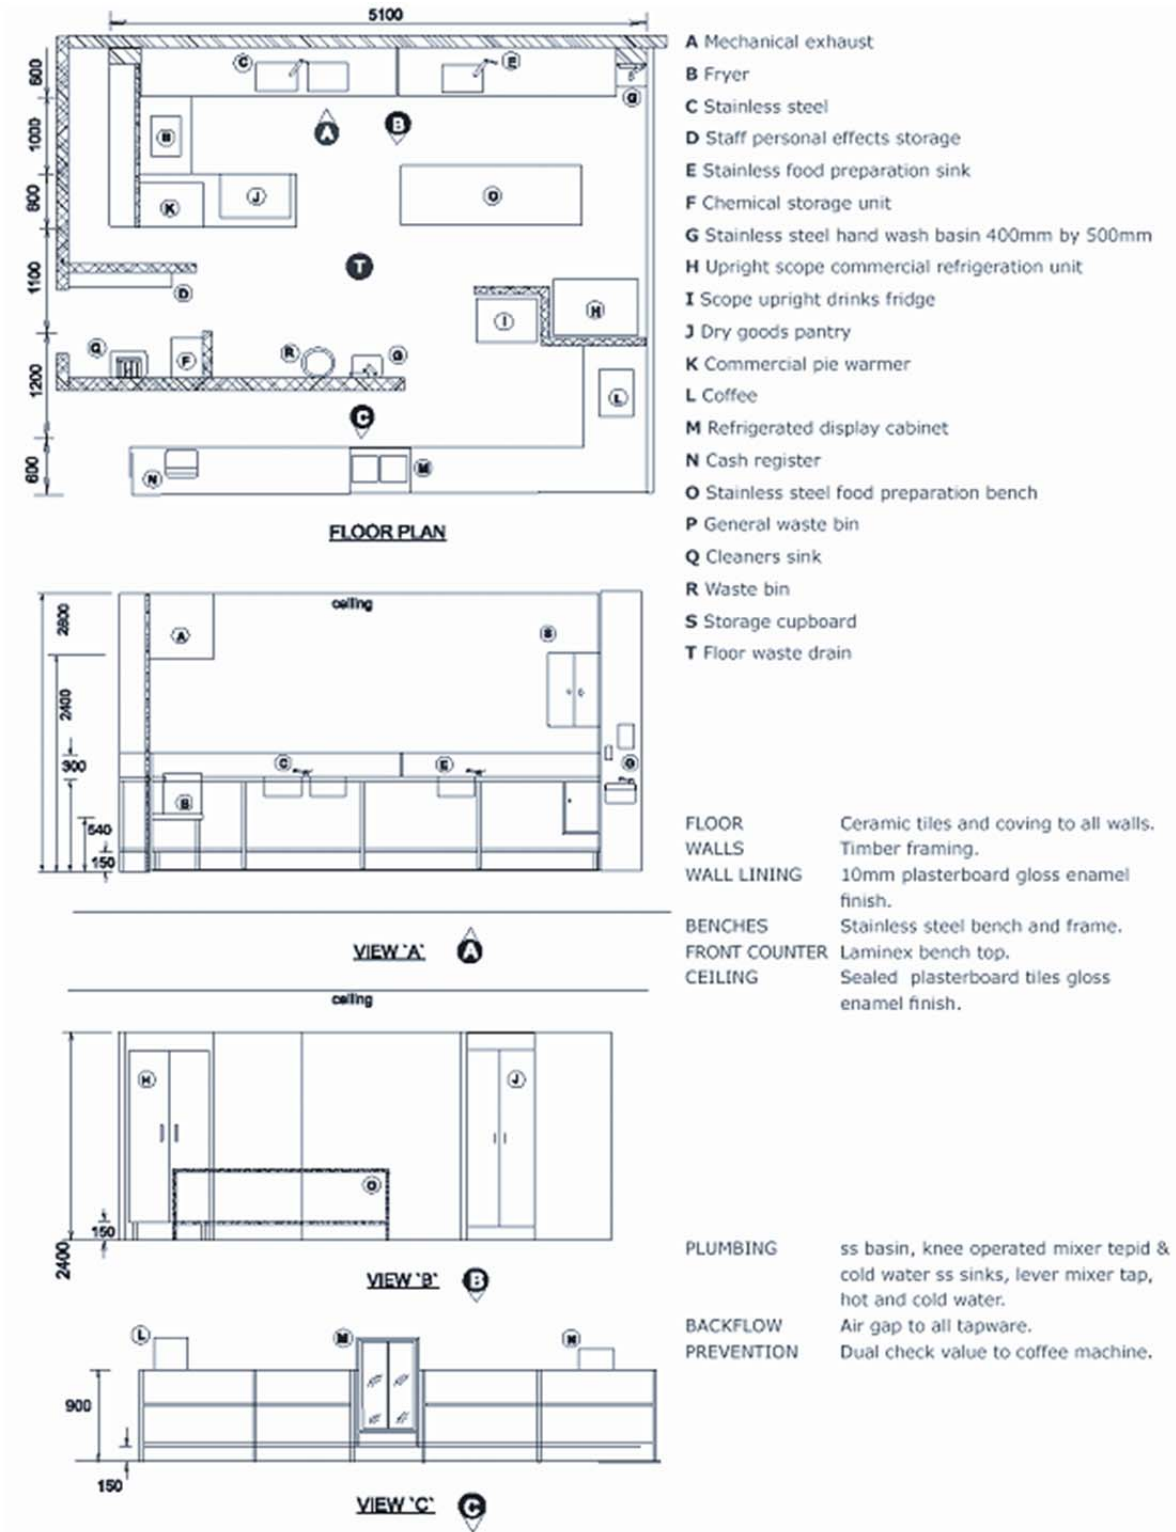 5100
600
1000
800
1100
1200
600
C
E
G
A
B
B
K
J
O
T
D
I
H
Q
F
R
G
L
C
N
M
FLOOR PLAN
A Mechanical exhaust
B Fryer
C Stainless steel
D Staff personal effects storage
E Stainless food preparation sink
F Chemical storage unit
G Stainless steel hand wash basin 400mm by 500mm
H Upright scope commercial refrigeration unit
I Scope upright drinks fridge
J Dry goods pantry
K Commercial pie warmer
L Coffee
M Refrigerated display cabinet
N Cash register
O Stainless steel food preparation bench
P General waste bin
Q Cleaners sink
R Waste bin
S Storage cupboard
T Floor waste drain
ceiling
2800
2400
300
540
150
A
S
C
E
G
B
VIEW 'A' A
FLOOR Ceramic tiles and coving to all walls.
WALLS Timber framing.
WALL LINING 10mm plasterboard gloss enamel
finish.
BENCHES Stainless steel bench and frame.
FRONT COUNTER Laminex bench top.
CEILING Sealed plasterboard tiles gloss
enamel finish.
ceiling
H
J
O
150
2400
VIEW 'B' B
PLUMBING ss basin, knee operated mixer tepid &
cold water ss sinks, lever mixer tap,
hot and cold water.
BACKFLOW Air gap to all tapware.
PREVENTION Dual check value to coffee machine.
L
M
N
900
150
VIEW 'C' C